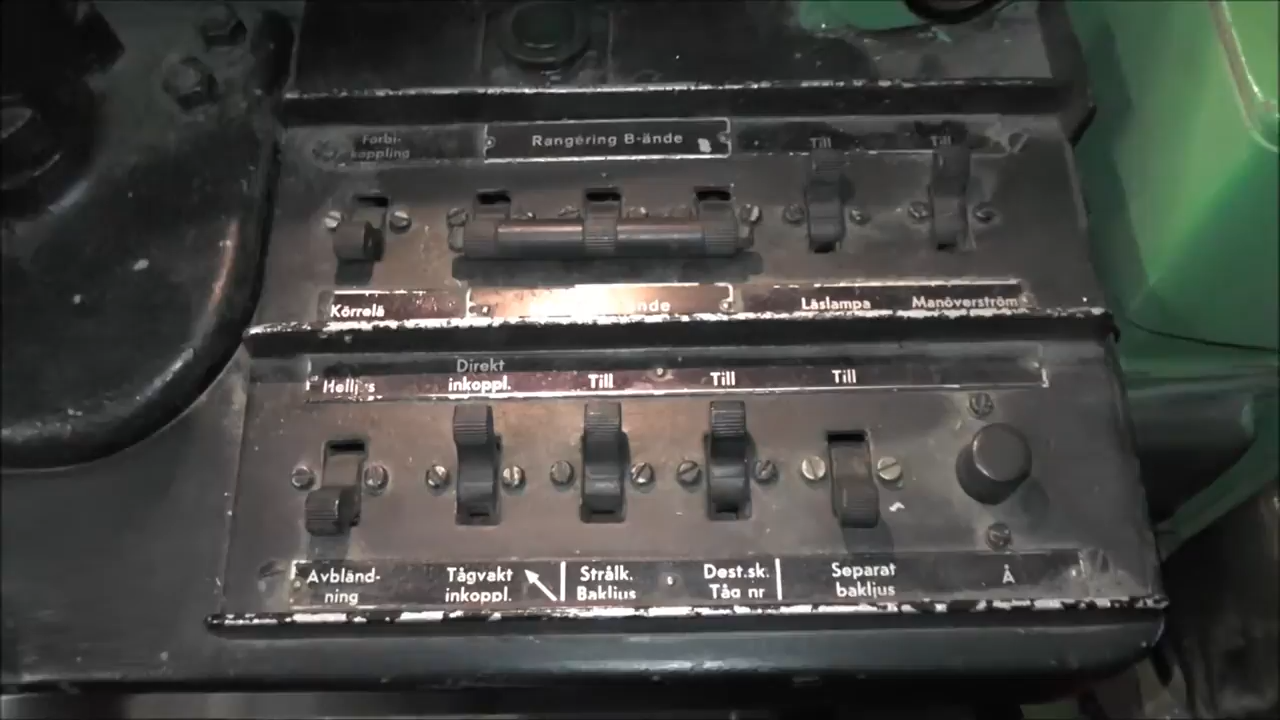 Förbi-
koppling
Rangering B-ände
Till
Till
Körrelä
ände
Låslampa
Manöverström
Helljus
Direkt
inkoppl.
Till
Till
Till
Avbländ-
ning
Tågvakt
inkoppl.
Strålk.
Bakljus
Dest.sk.
Tåg nr
Separat
bakljus
Å